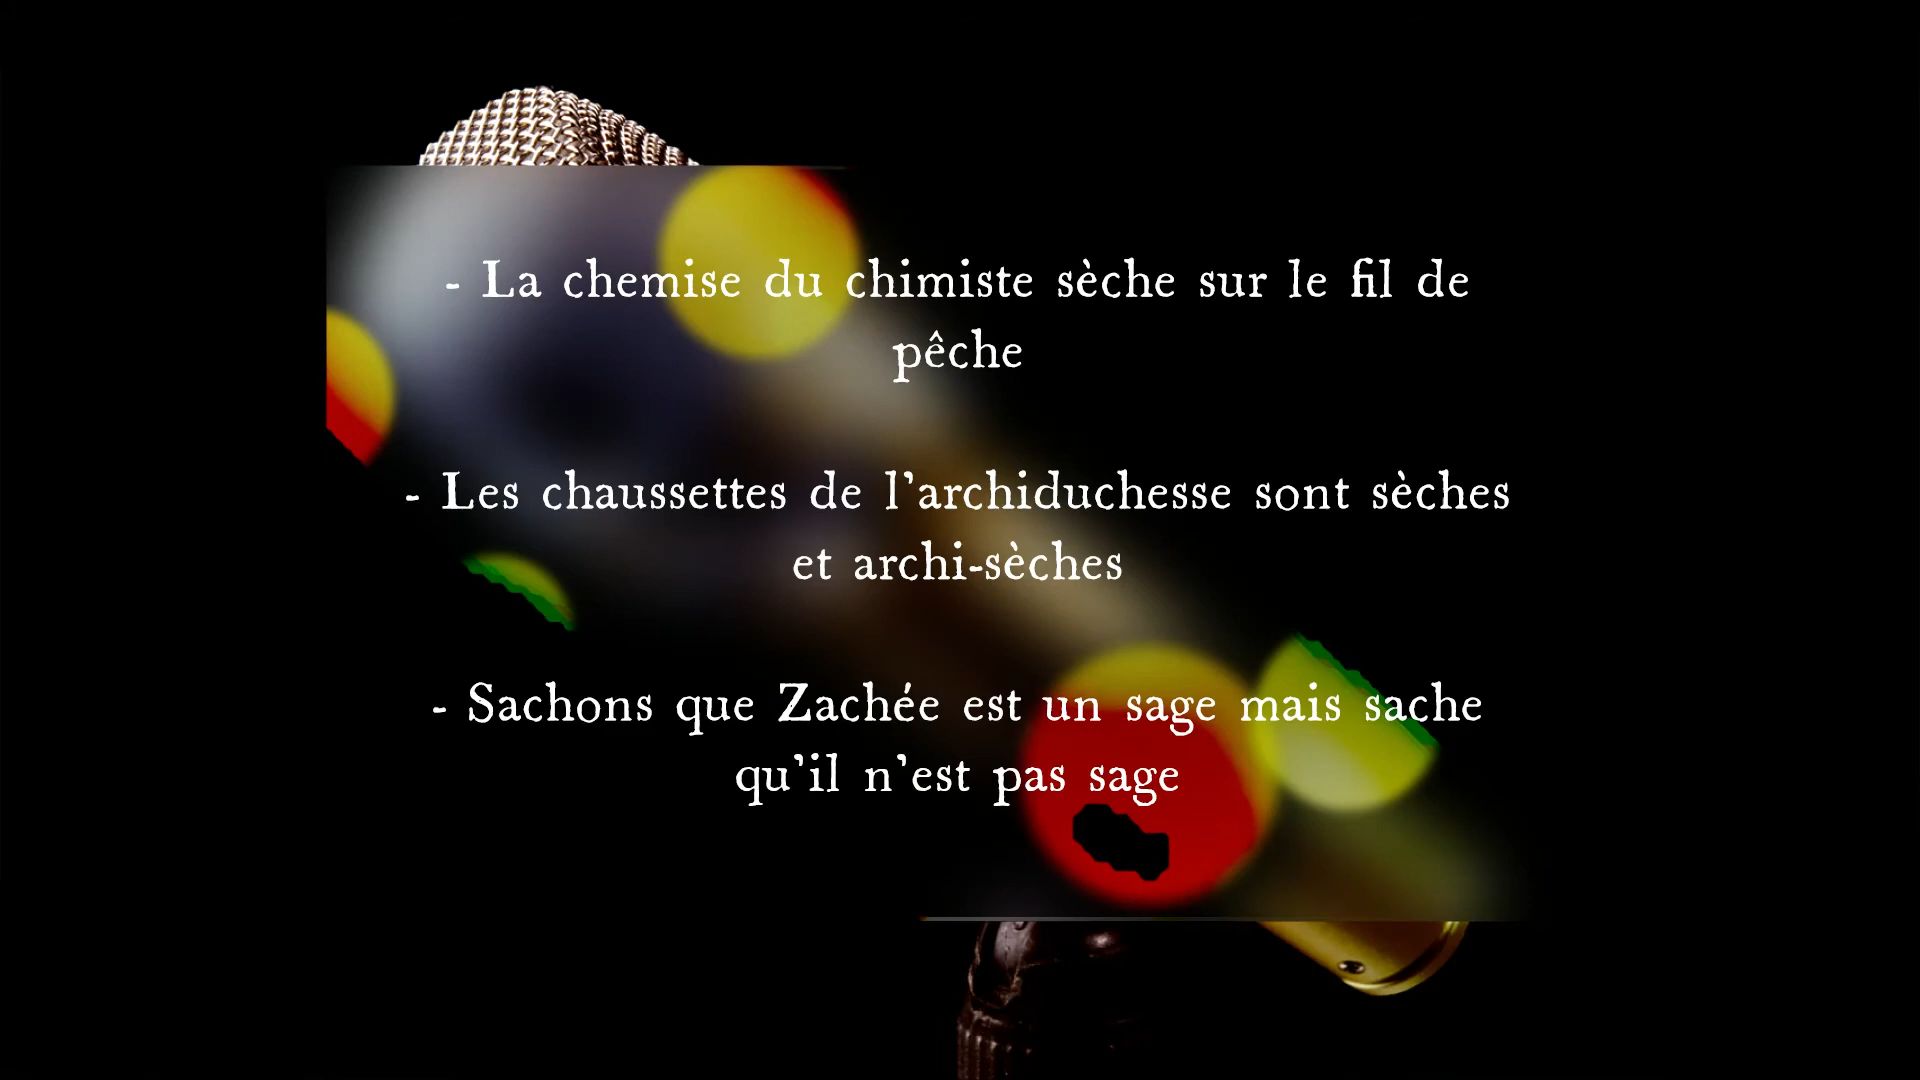 - La chemise du chimiste sèche sur le fil de
pêche
- Les chaussettes de l’archiduchesse sont sèches
et archi-sèches
- Sachons que Zachée est un sage mais sache
qu’il n’est pas sage